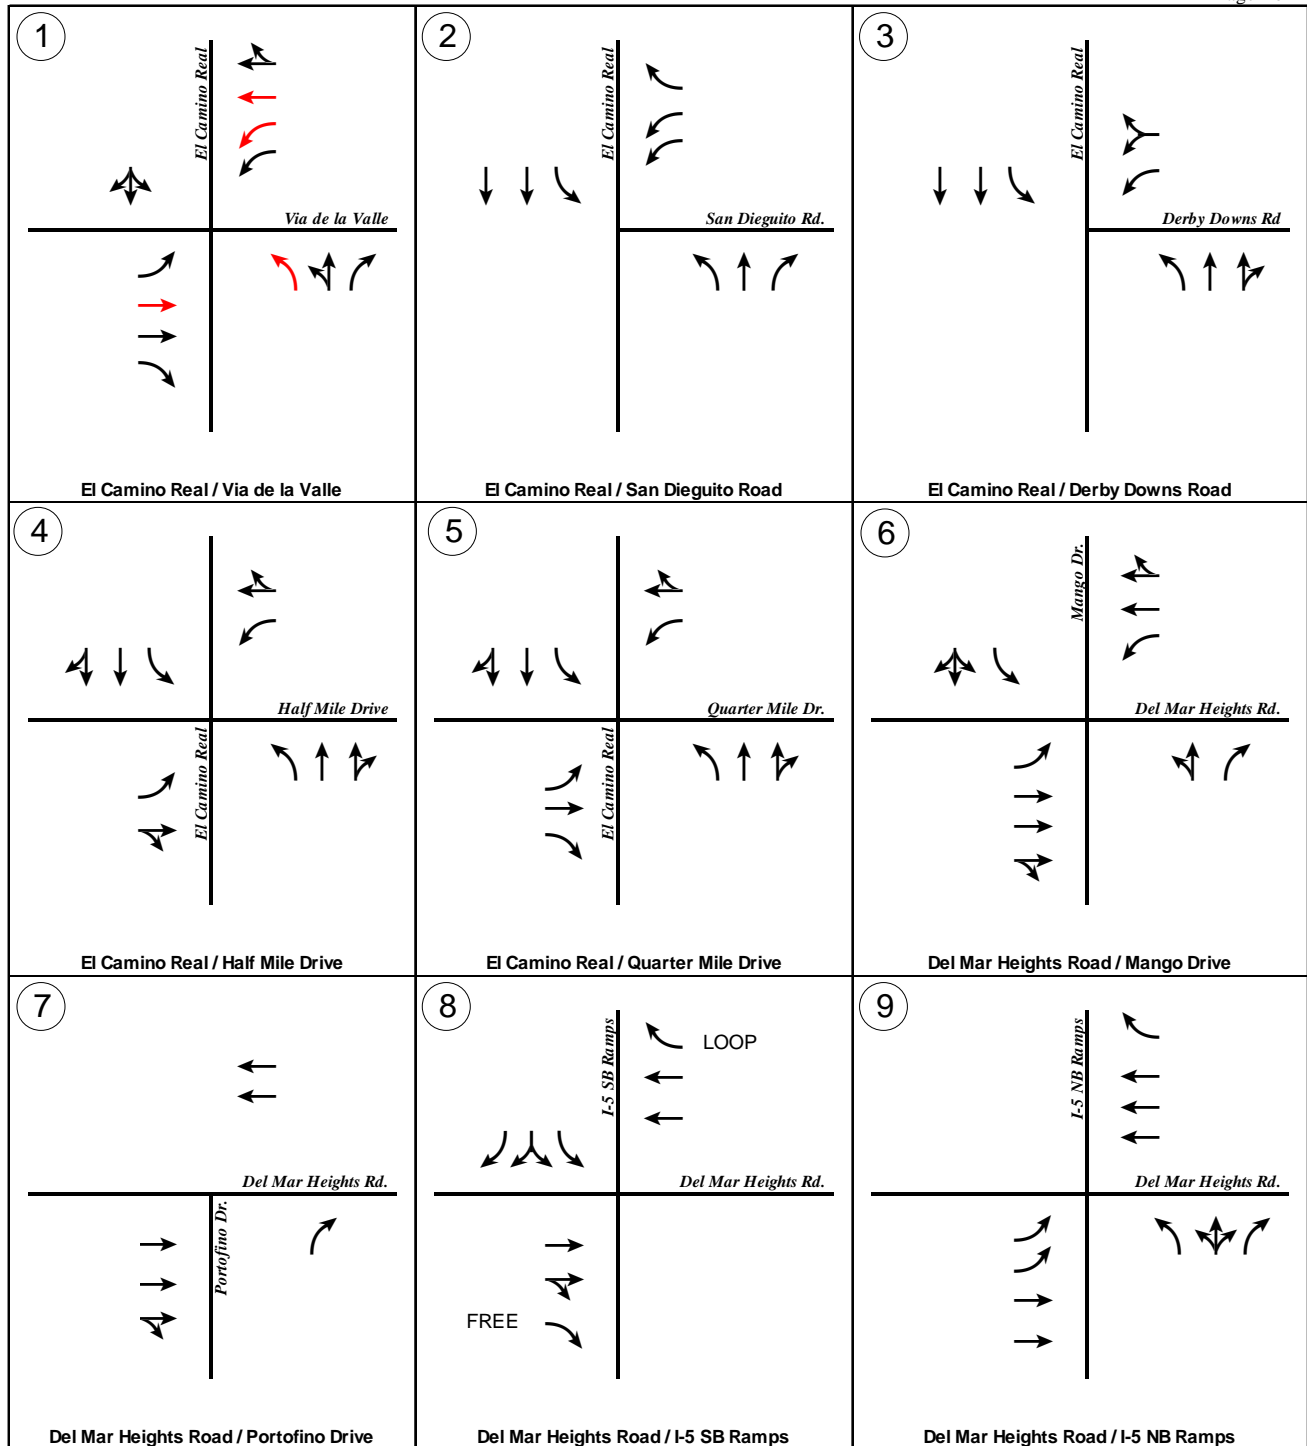 1
El Camino Real
Via de la Valle
El Camino Real / Via de la Valle
2
El Camino Real
San Dieguito Rd.
El Camino Real / San Dieguito Road
3
El Camino Real
Derby Downs Rd
El Camino Real / Derby Downs Road
4
Half Mile Drive
El Camino Real
El Camino Real / Half Mile Drive
5
Quarter Mile Dr.
El Camino Real
El Camino Real / Quarter Mile Drive
6
Mango Dr.
Del Mar Heights Rd.
Del Mar Heights Road / Mango Drive
7
Del Mar Heights Rd.
Portofino Dr.
Del Mar Heights Road / Portofino Drive
8
I-5 SB Ramps
LOOP
Del Mar Heights Rd.
FREE
Del Mar Heights Road / I-5 SB Ramps
9
I-5 NB Ramps
Del Mar Heights Rd.
Del Mar Heights Road / I-5 NB Ramps